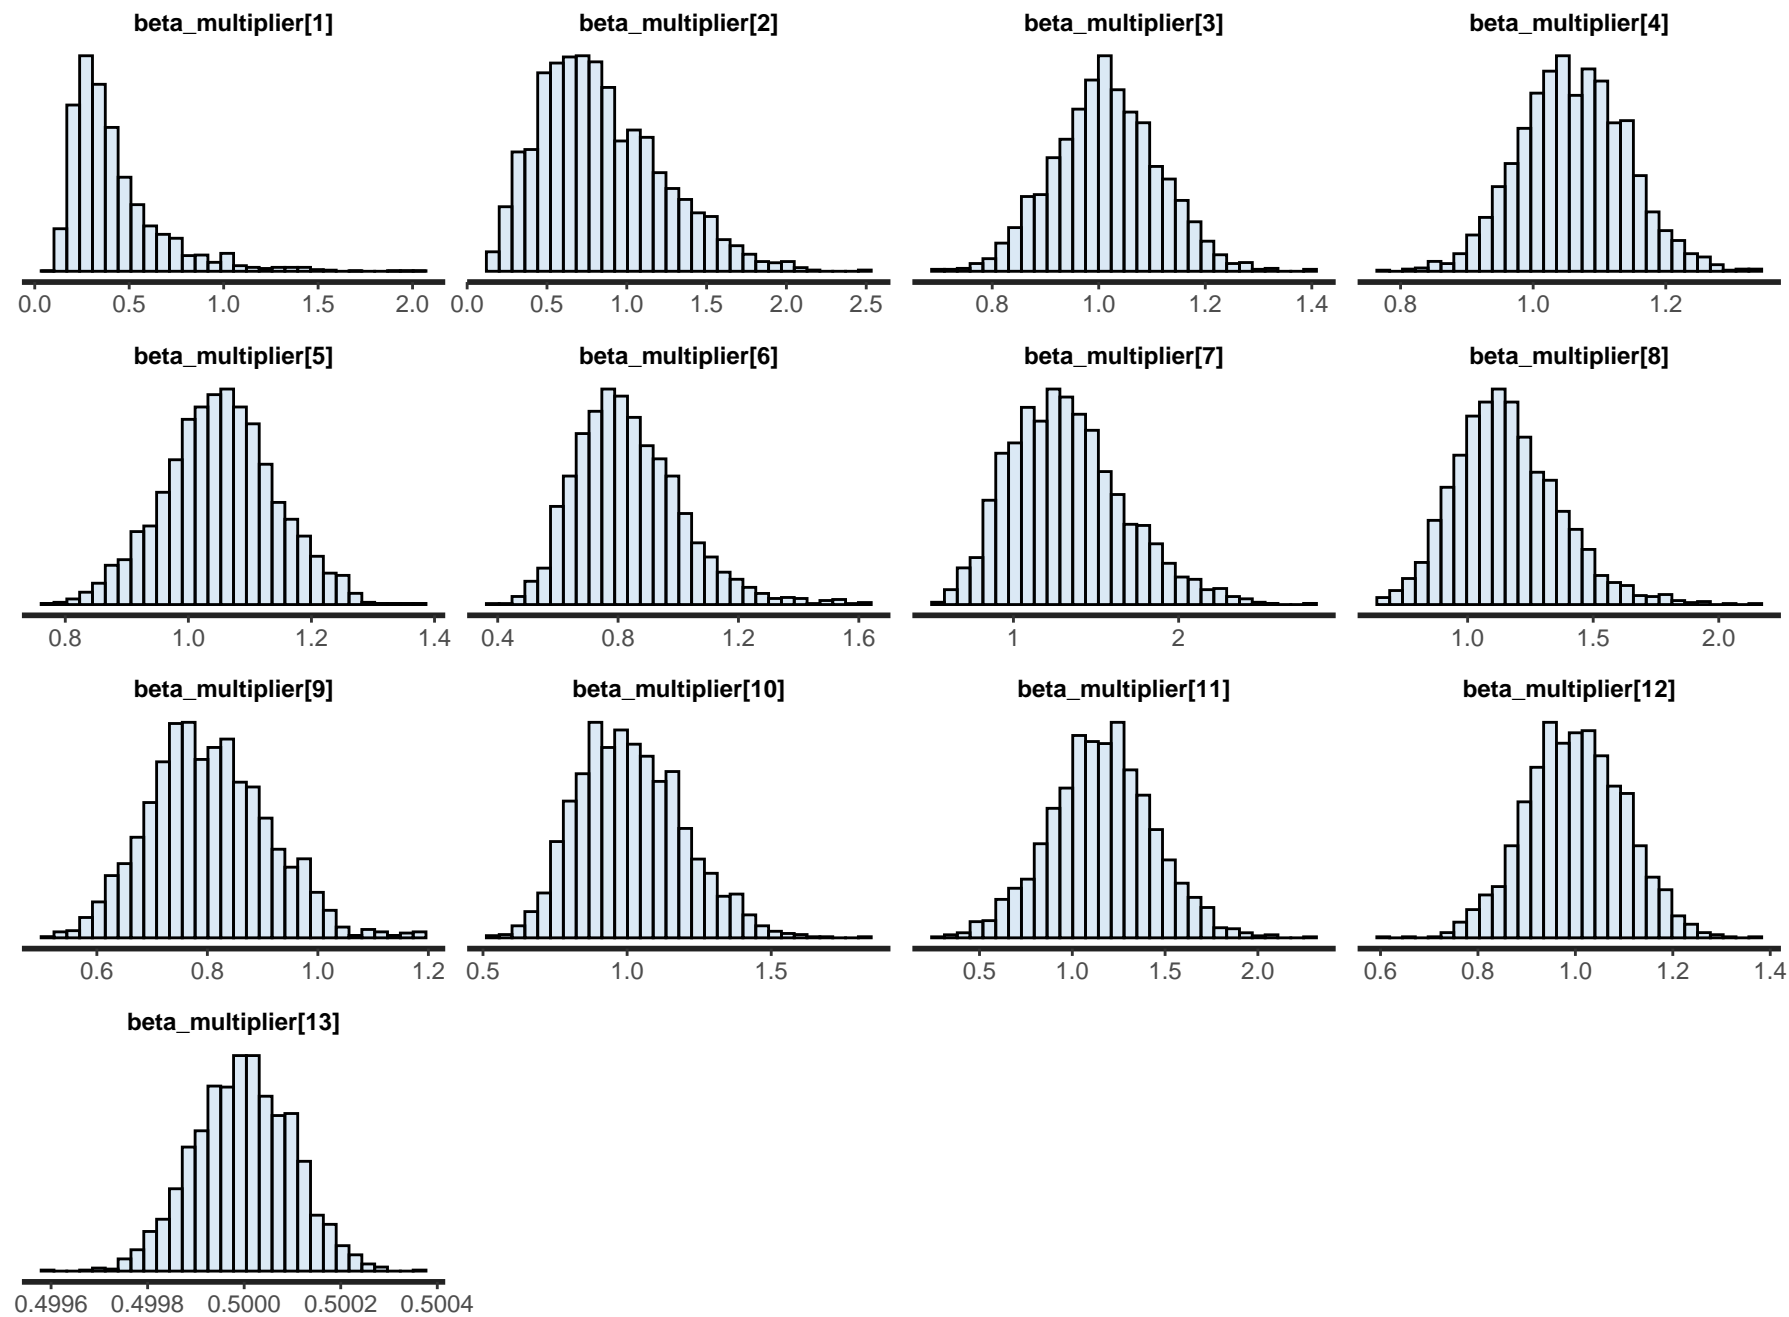 beta_multiplier[1] beta_multiplier[2] beta_multiplier[3] beta_multiplier[4]
0.0 0.5 1.0 1.5 2.0 0.0 0.5 1.0 1.5 2.0 2.5 0.8 1.0 1.2 1.4 0.8 1.0 1.2
beta_multiplier[5] beta_multiplier[6] beta_multiplier[7] beta_multiplier[8]
0.8 1.0 1.2 1.4 0.4 0.8 1.2 1.6 1 2 1.0 1.5 2.0
beta_multiplier[9] beta_multiplier[10] beta_multiplier[11] beta_multiplier[12]
0.6 0.8 1.0 1.2 0.5 1.0 1.5 0.5 1.0 1.5 2.0 0.6 0.8 1.0 1.2 1.4
beta_multiplier[13]
0.4996 0.4998 0.5000 0.5002 0.5004